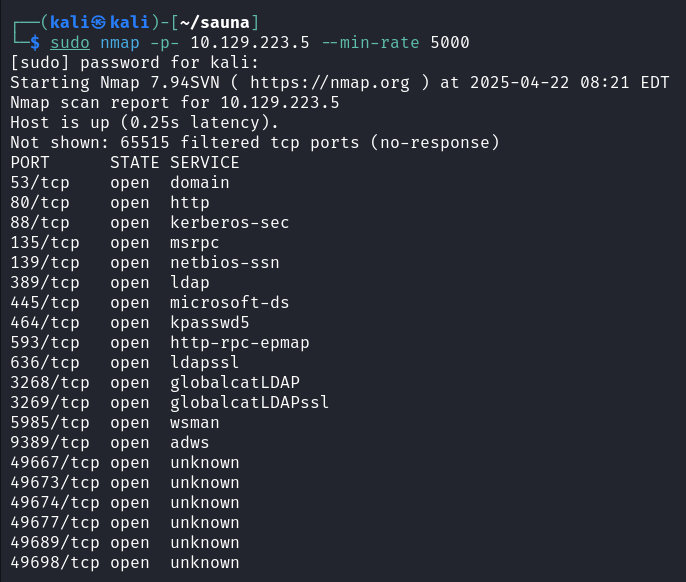 ┌──(kali㉿kali)-[~/sauna]
└─$ sudo nmap -p- 10.129.223.5 --min-rate 5000
[sudo] password for kali:
Starting Nmap 7.94SVN ( https://nmap.org ) at 2025-04-22 08:21 EDT
Nmap scan report for 10.129.223.5
Host is up (0.25s latency).
Not shown: 65515 filtered tcp ports (no-response)
PORT      STATE SERVICE
53/tcp    open  domain
80/tcp    open  http
88/tcp    open  kerberos-sec
135/tcp   open  msrpc
139/tcp   open  netbios-ssn
389/tcp   open  ldap
445/tcp   open  microsoft-ds
464/tcp   open  kpasswd5
593/tcp   open  http-rpc-epmap
636/tcp   open  ldapssl
3268/tcp  open  globalcatLDAP
3269/tcp  open  globalcatLDAPssl
5985/tcp  open  wsman
9389/tcp  open  adws
49667/tcp open  unknown
49673/tcp open  unknown
49674/tcp open  unknown
49677/tcp open  unknown
49689/tcp open  unknown
49698/tcp open  unknown